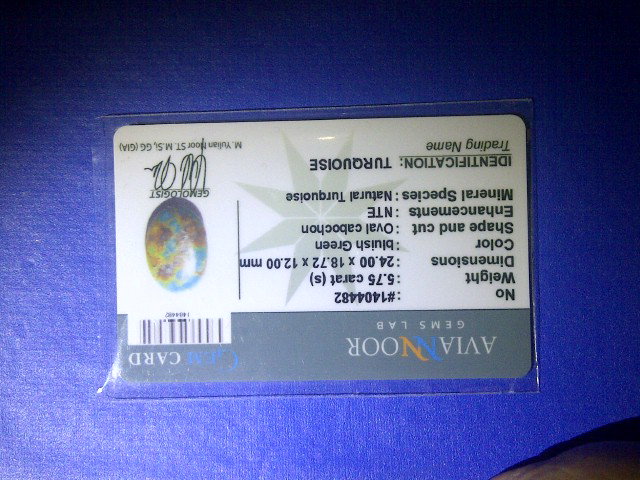 AVIANNOOR
GEMS LAB
GEM CARD
1404482
No : #1404482
Weight : 5.75 carat (s)
Dimensions : 24.00 x 18.72 x 12.00 mm
Color : bluish Green
Shape and cut : Oval cabochon
Enhancements : NTE
Mineral Species : Natural Turquoise
IDENTIFICATION: TURQUOISE
Trading Name
GEMOLOGIST
M. Yulian Noor ST. M.Si, GG (GIA)